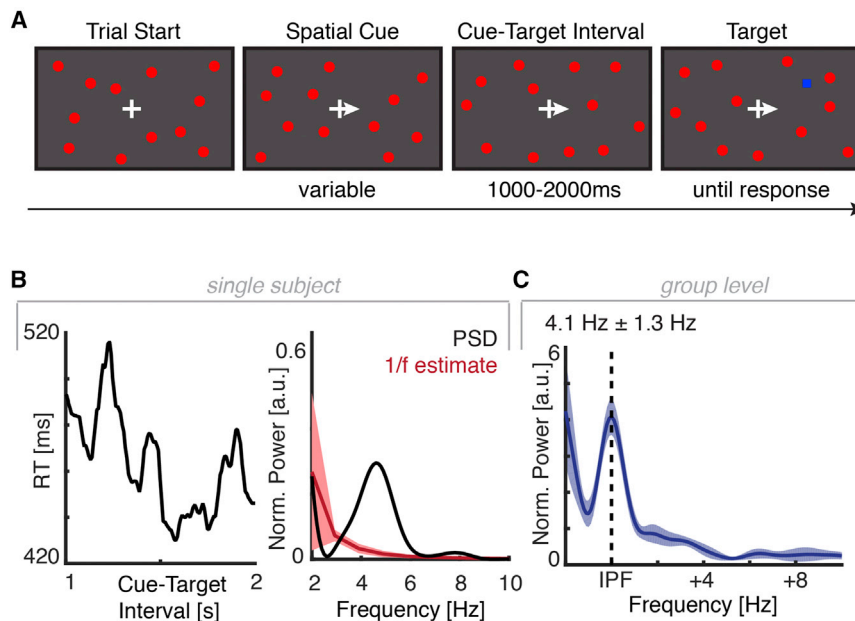 A
Trial Start
Spatial Cue
Cue-Target Interval
Target
variable
1000-2000ms
until response
B
single subject
520
RT [ms]
420
1
2
Cue-Target
Interval [s]
PSD
1/f estimate
0.6
Norm. Power [a.u.]
0
2
4
6
8
10
Frequency [Hz]
C
group level
4.1 Hz ± 1.3 Hz
6
Norm. Power [a.u.]
0
IPF
+4
+8
Frequency [Hz]